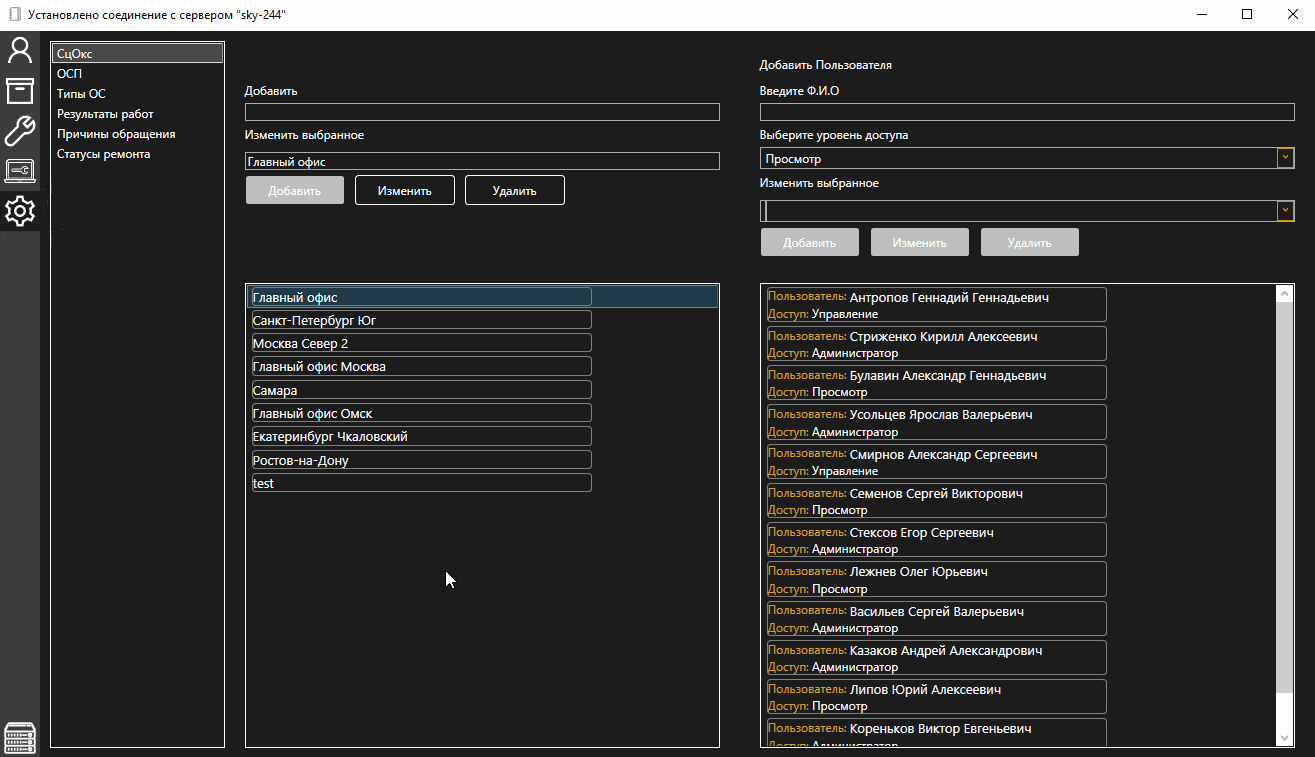 Установлено соединение с сервером "sky-244"
СцОкс
ОСП
Типы ОС
Результаты работ
Причины обращения
Статусы ремонта
Добавить
Изменить выбранное
Главный офис
Добавить Изменить Удалить
Главный офис
Санкт-Петербург Юг
Москва Север 2
Главный офис Москва
Самара
Главный офис Омск
Екатеринбург Чкаловский
Ростов-на-Дону
test
Добавить Пользователя
Введите Ф.И.О
Выберите уровень доступа
Просмотр
Изменить выбранное
Добавить Изменить Удалить
Пользователь: Антропов Геннадий Геннадьевич
Доступ: Управление
Пользователь: Стриженко Кирилл Алексеевич
Доступ: Администратор
Пользователь: Булавин Александр Геннадьевич
Доступ: Просмотр
Пользователь: Усольцев Ярослав Валерьевич
Доступ: Администратор
Пользователь: Смирнов Александр Сергеевич
Доступ: Управление
Пользователь: Семенов Сергей Викторович
Доступ: Просмотр
Пользователь: Стексов Егор Сергеевич
Доступ: Администратор
Пользователь: Лежнев Олег Юрьевич
Доступ: Просмотр
Пользователь: Васильев Сергей Валерьевич
Доступ: Администратор
Пользователь: Казаков Андрей Александрович
Доступ: Администратор
Пользователь: Липов Юрий Алексеевич
Доступ: Просмотр
Пользователь: Кореньков Виктор Евгеньевич
Доступ: Администратор